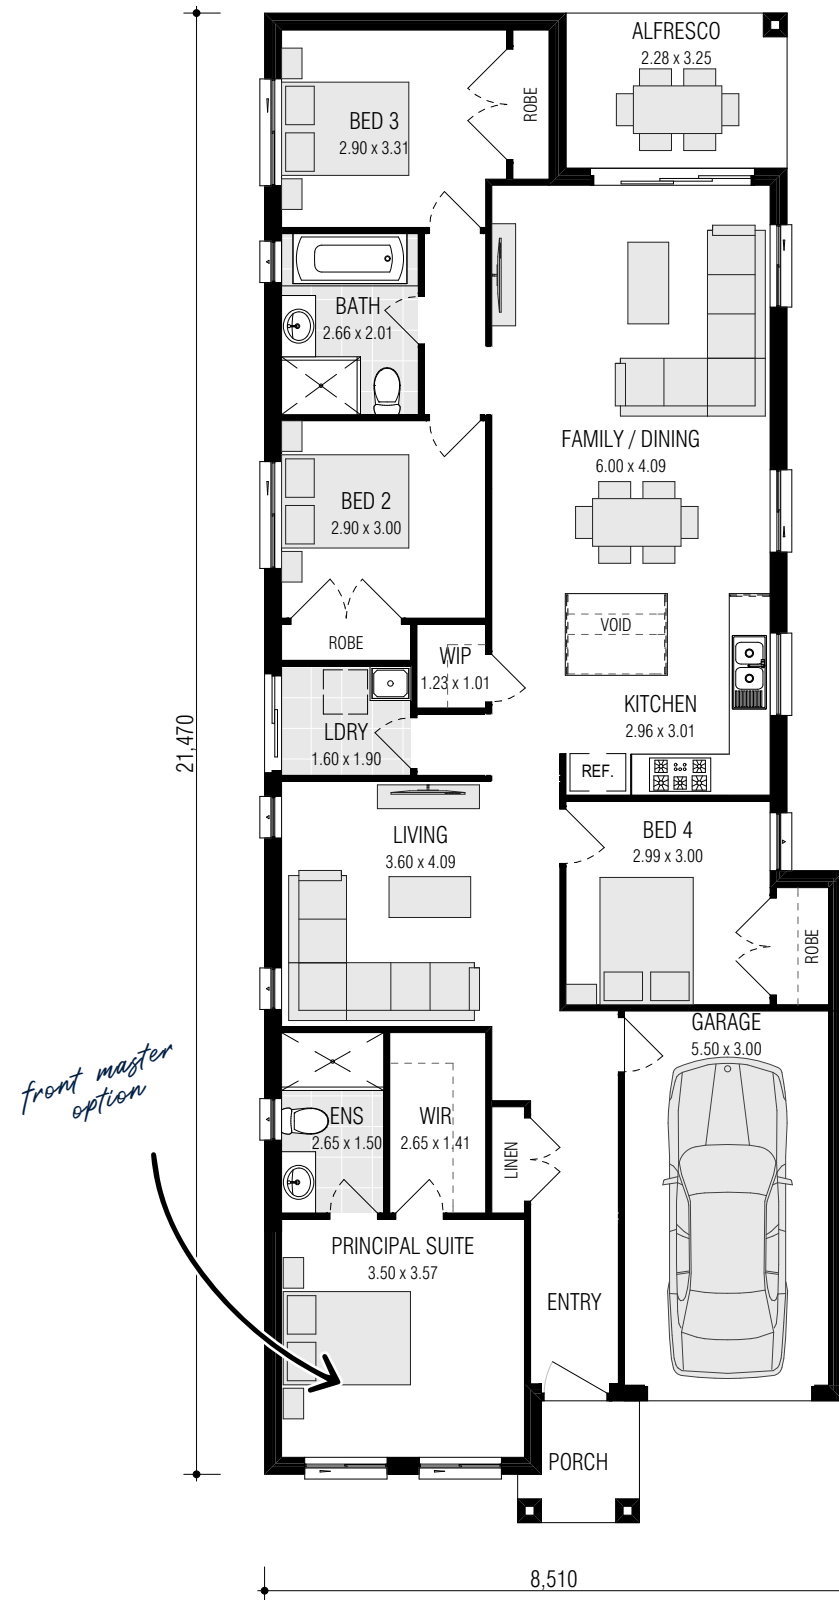 ALFRESCO
2.28 x 3.25
BED 3
2.90 x 3.31
ROBE
BATH
2.66 x 2.01
FAMILY / DINING
6.00 x 4.09
BED 2
2.90 x 3.00
ROBE
VOID
WIP
1.23 x 1.01
KITCHEN
2.96 x 3.01
LDRY
1.60 x 1.90
REF.
21,470
LIVING
3.60 x 4.09
BED 4
2.99 x 3.00
ROBE
GARAGE
5.50 x 3.00
front master
option
ENS
2.65 x 1.50
WIR
2.65 x 1.41
LINEN
PRINCIPAL SUITE
3.50 x 3.57
ENTRY
PORCH
8,510